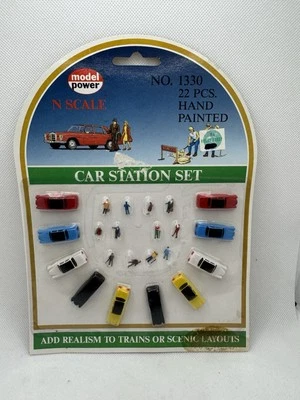 model
power
NO. 1330
22 PCS.
HAND
PAINTED
N SCALE
CAR STATION SET
ADD REALISM TO TRAINS OR SCENIC LAYOUTS